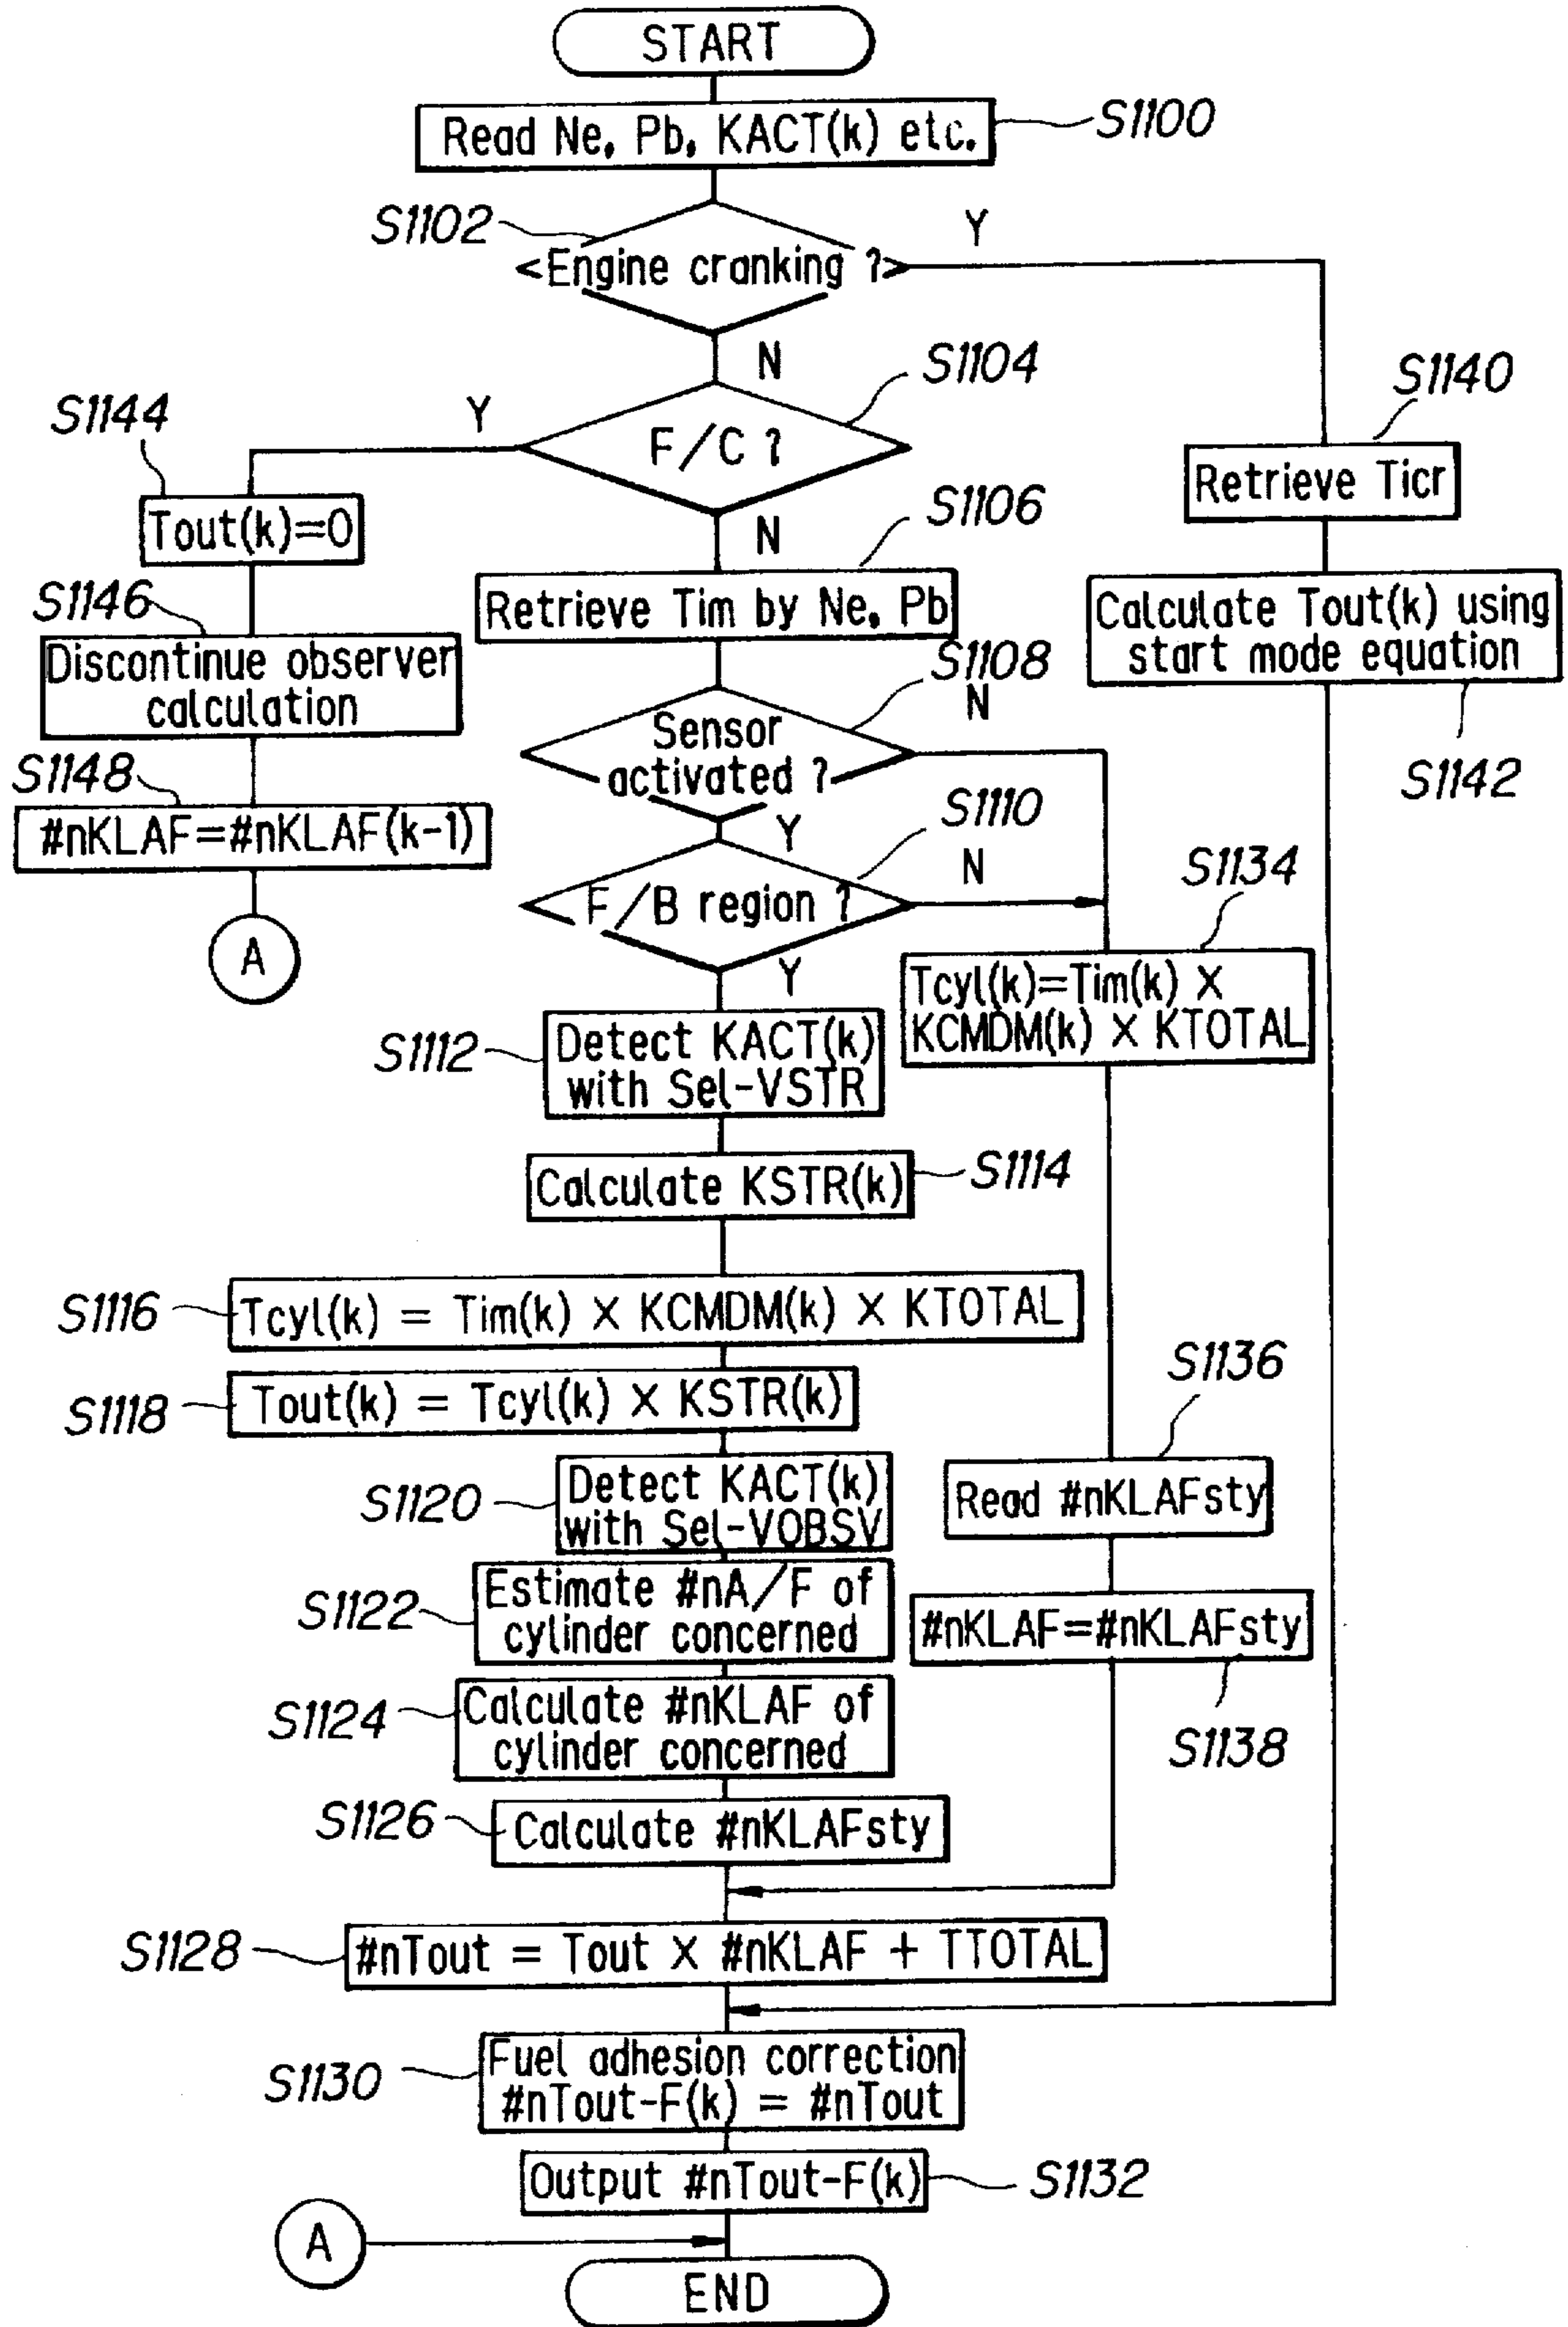 START
Read Ne, Pb, KACT(k) etc.
S1100
S1102
<Engine cranking ?>
Y
N
S1104
F/C ?
Y
N
S1144
Tout(k)=0
S1146
Discontinue observer
calculation
S1148
#nKLAF=#nKLAF(k-1)
A
S1140
Retrieve Ticr
Calculate Tout(k) using
start mode equation
S1142
S1106
Retrieve Tim by Ne, Pb
S1108
N
Sensor
activated ?
Y
S1110
F/B region ?
N
Y
S1134
Tcyl(k)=Tim(k) X
KCMDM(k) X KTOTAL
S1112
Detect KACT(k)
with Sel-VSTR
Calculate KSTR(k)
S1114
S1116
Tcyl(k) = Tim(k) X KCMDM(k) X KTOTAL
S1118
Tout(k) = Tcyl(k) X KSTR(k)
S1120
Detect KACT(k)
with Sel-VOBSV
S1136
Read #nKLAFsty
S1122
Estimate #nA/F of
cylinder concerned
#nKLAF=#nKLAFsty
S1138
S1124
Calculate #nKLAF of
cylinder concerned
S1126
Calculate #nKLAFsty
S1128
#nTout = Tout X #nKLAF + TTOTAL
S1130
Fuel adhesion correction
#nTout-F(k) = #nTout
Output #nTout-F(k)
S1132
A
END